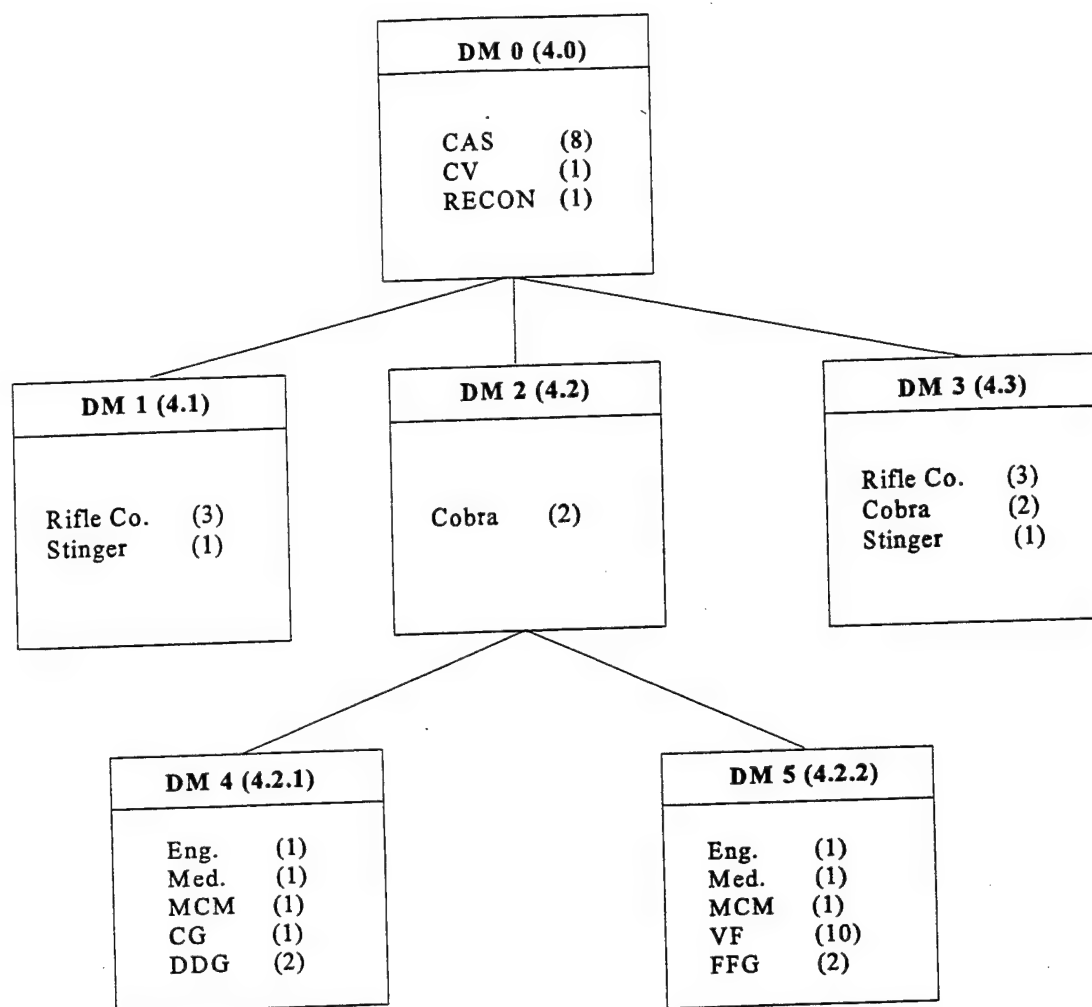 DM 0 (4.0)
CAS (8)
CV (1)
RECON (1)
DM 1 (4.1)
Rifle Co. (3)
Stinger (1)
DM 2 (4.2)
Cobra (2)
DM 3 (4.3)
Rifle Co. (3)
Cobra (2)
Stinger (1)
DM 4 (4.2.1)
Eng. (1)
Med. (1)
MCM (1)
CG (1)
DDG (2)
DM 5 (4.2.2)
Eng. (1)
Med. (1)
MCM (1)
VF (10)
FFG (2)